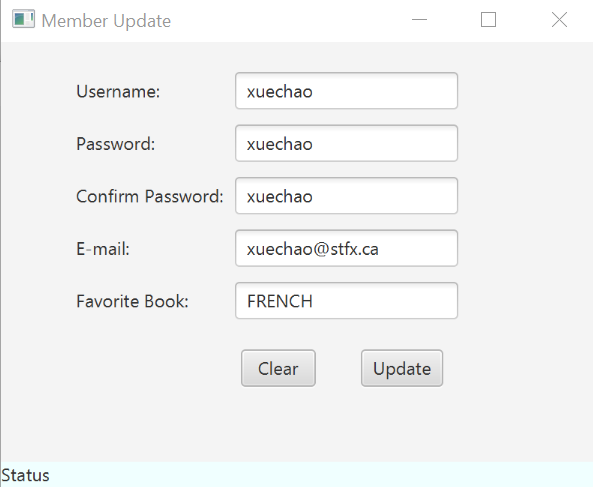 Member Update
Username: xuechao
Password: xuechao
Confirm Password: xuechao
E-mail: xuechao@stfx.ca
Favorite Book: FRENCH
Clear Update
Status